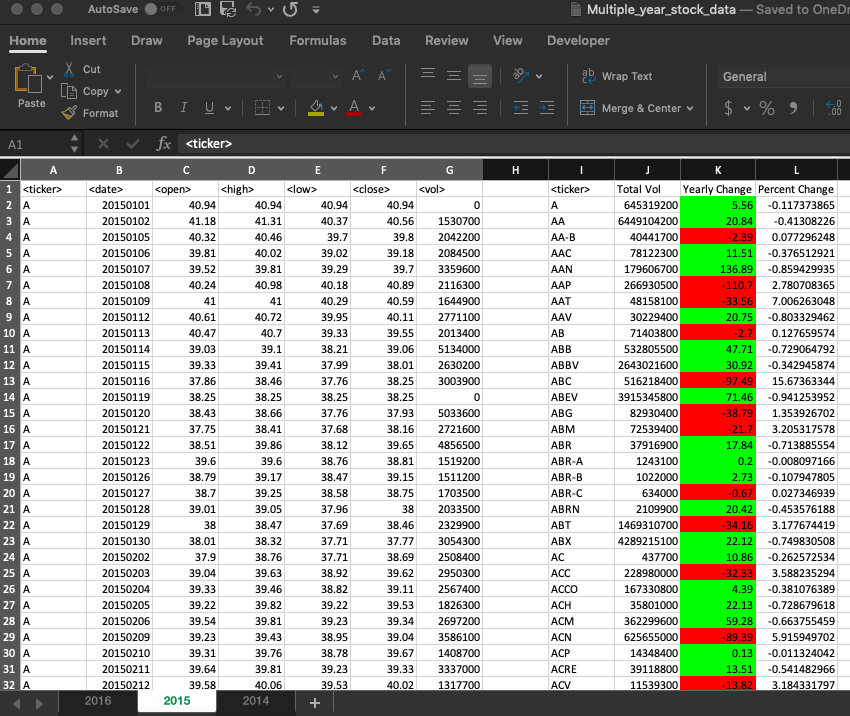 AutoSave OFF Multiple_year_stock_data — Saved to OneDr
Home Insert Draw Page Layout Formulas Data Review View Developer
Paste Cut Copy Format B I U A A A ab Wrap Text Merge & Center General $ % .00
A1 fx <ticker>
A B C D E F G H I J K L
1 <ticker> <date> <open> <high> <low> <close> <vol> <ticker> Total Vol Yearly Change Percent Change
2 A 20150101 40.94 40.94 40.94 40.94 0 A 645319200 5.56 -0.117373865
3 A 20150102 41.18 41.31 40.37 40.56 1530700 AA 6449104200 20.84 -0.41308226
4 A 20150105 40.32 40.46 39.7 39.8 2042200 AA-B 40441700 -2.39 0.077296248
5 A 20150106 39.81 40.02 39.02 39.18 2084500 AAC 78122300 11.51 -0.376512921
6 A 20150107 39.52 39.81 39.29 39.7 3359600 AAN 179606700 136.89 -0.859429935
7 A 20150108 40.24 40.98 40.18 40.89 2116300 AAP 266930500 -110.7 2.780708365
8 A 20150109 41 41 40.29 40.59 1644900 AAT 48158100 -33.56 7.006263048
9 A 20150112 40.61 40.72 39.95 40.11 2771100 AAV 30229400 20.75 -0.803329462
10 A 20150113 40.47 40.7 39.33 39.55 2013400 AB 71403800 -2.7 0.127659574
11 A 20150114 39.03 39.1 38.21 39.06 5134000 ABB 532805500 47.71 -0.729064792
12 A 20150115 39.33 39.41 37.99 38.01 2630200 ABBV 2643021600 30.92 -0.342945874
13 A 20150116 37.86 38.46 37.76 38.25 3003900 ABC 516218400 -97.49 15.67363344
14 A 20150119 38.25 38.25 38.25 38.25 0 ABEV 3915345800 71.46 -0.941253952
15 A 20150120 38.43 38.66 37.76 37.93 5033600 ABG 82930400 -38.79 1.353926702
16 A 20150121 37.75 38.41 37.68 38.16 2721600 ABM 72539400 -21.7 3.205317578
17 A 20150122 38.51 39.86 38.12 39.65 4856500 ABR 37916900 17.84 -0.713885554
18 A 20150123 39.6 39.6 38.76 38.81 1519200 ABR-A 1243100 0.2 -0.008097166
19 A 20150126 38.79 39.17 38.47 39.15 1511200 ABR-B 1022000 2.73 -0.107947805
20 A 20150127 38.7 39.25 38.58 38.75 1703500 ABR-C 634000 -0.67 0.027346939
21 A 20150128 39.01 39.05 37.96 38 2033500 ABRN 2109900 20.42 -0.453576188
22 A 20150129 38 38.47 37.69 38.46 2329900 ABT 1469310700 -34.16 3.177674419
23 A 20150130 38.01 38.32 37.71 37.77 3054300 ABX 4289215100 22.12 -0.749830508
24 A 20150202 37.9 38.76 37.71 38.69 2508400 AC 437700 10.86 -0.262572534
25 A 20150203 39.04 39.63 38.92 39.62 2950300 ACC 228980000 -32.33 3.588235294
26 A 20150204 39.33 39.46 38.82 39.11 2567400 ACCO 167330800 4.39 -0.381076389
27 A 20150205 39.22 39.82 39.22 39.53 1826300 ACH 35801000 22.13 -0.728679618
28 A 20150206 39.54 39.81 39.23 39.34 2697200 ACM 362299600 59.28 -0.663755459
29 A 20150209 39.23 39.43 38.95 39.04 3586100 ACN 625655000 -89.39 5.915949702
30 A 20150210 39.31 39.76 38.78 39.67 1408700 ACP 14348400 0.13 -0.011324042
31 A 20150211 39.64 39.81 39.23 39.33 3337000 ACRE 39118800 13.51 -0.541482966
32 A 20150212 39.58 40.06 39.53 40.02 1317700 ACV 11539300 -13.82 3.184331797
2016 2015 2014 +